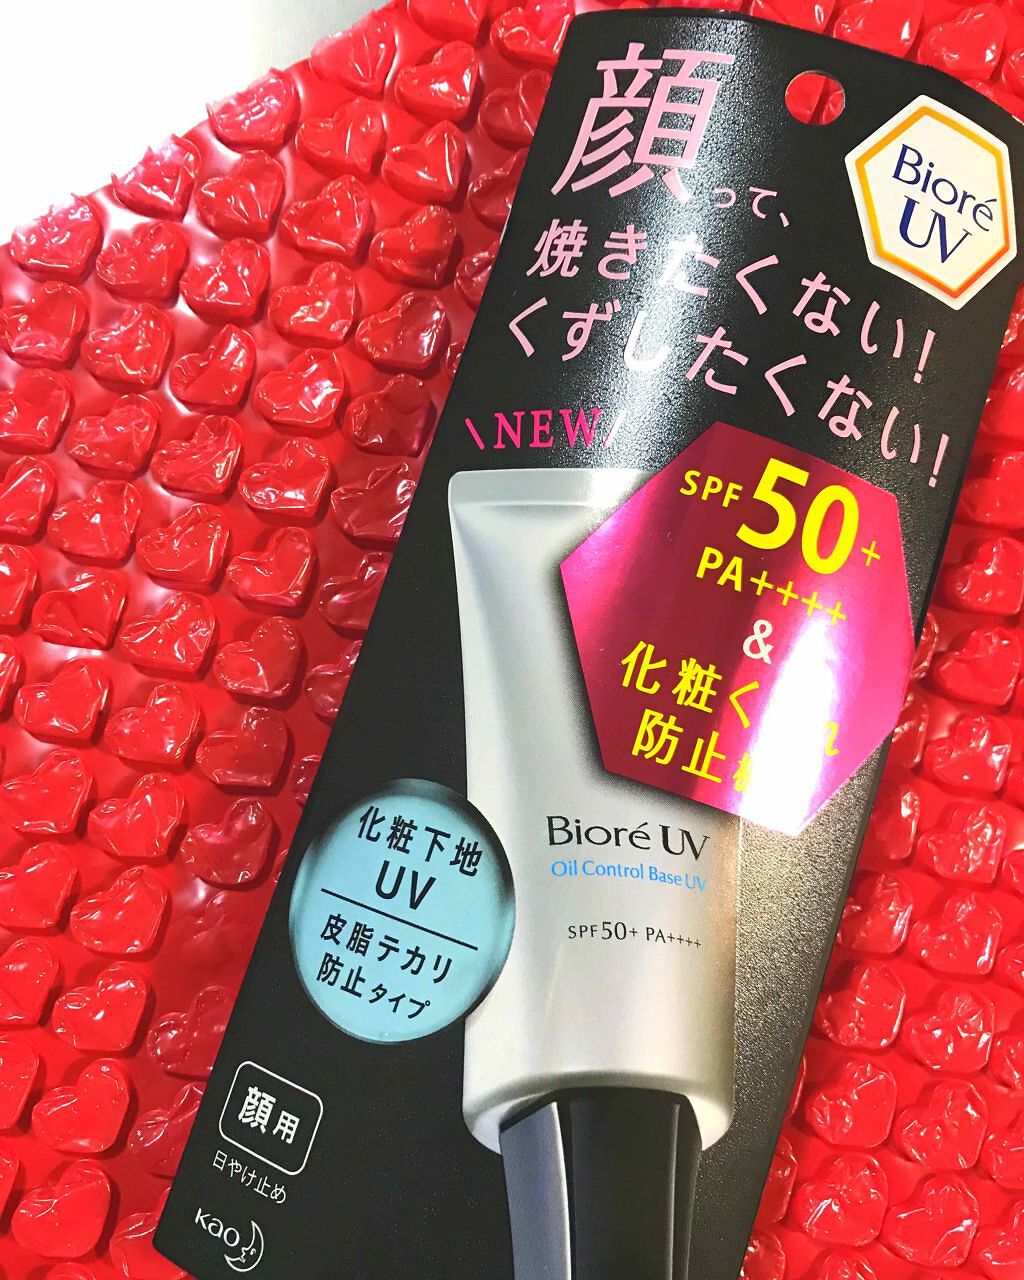 顔って、
焼きたくない!
くずしたくない!
Bioré
UV
\NEW/
SPF50+
PA++++
&
化粧く れ
防止
Bioré UV
Oil Control Base UV
SPF50+ PA++++
化粧下地
UV
皮脂テカリ
防止タイプ
顔用
日やけ止め
Kao